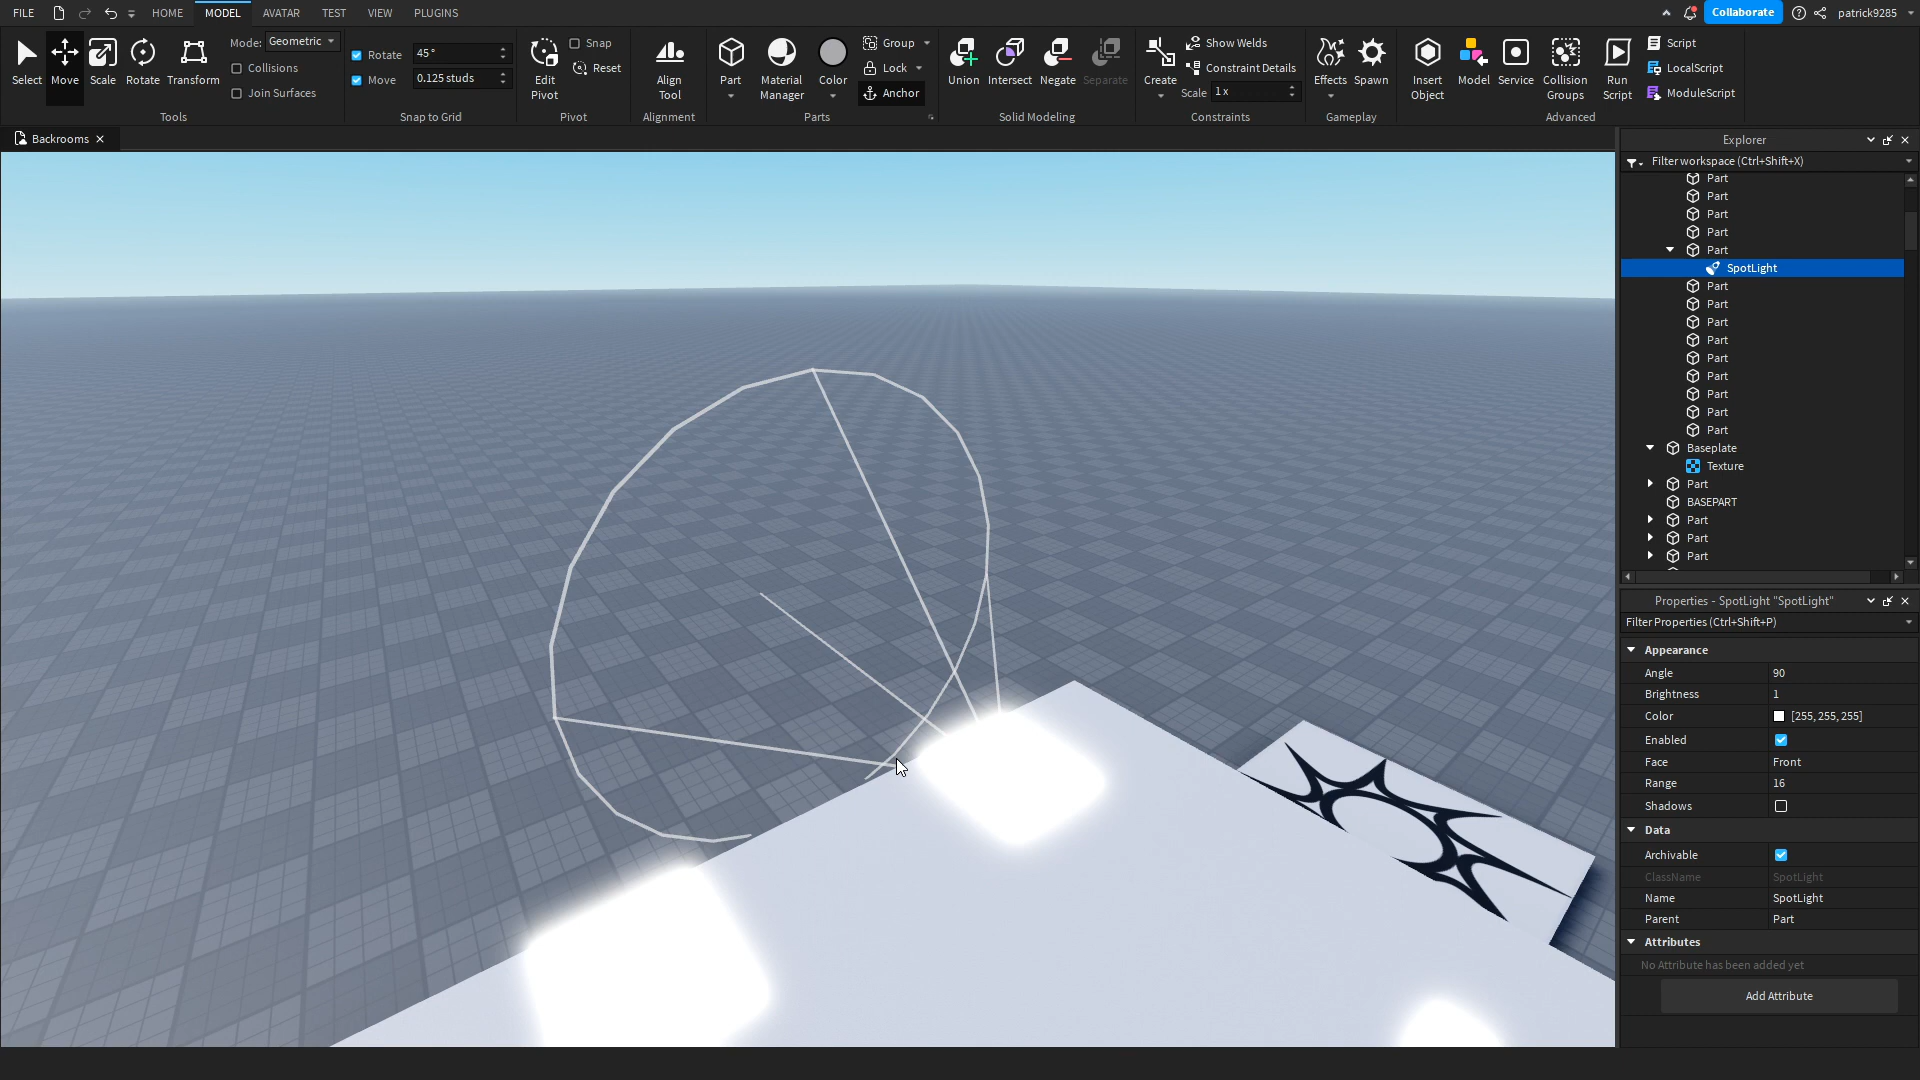 FILE HOME MODEL AVATAR TEST VIEW PLUGINS Collaborate patrick9285
Select Move Scale Rotate Transform
Mode: Geometric
Collisions
Join Surfaces
Tools
Rotate 45°
Move 0.125 studs
Snap to Grid
Edit Pivot
Snap
Reset
Pivot
Align Tool
Alignment
Part
Material Manager
Color
Group
Lock
Anchor
Parts
Union Intersect Negate Separate
Solid Modeling
Create
Show Welds
Constraint Details
Scale 1x
Constraints
Effects Spawn
Gameplay
Insert Object
Model
Service
Collision Groups
Run Script
Script
LocalScript
ModuleScript
Advanced
Backrooms
Explorer
Filter workspace (Ctrl+Shift+X)
Part
Part
Part
Part
Part
SpotLight
Part
Part
Part
Part
Part
Part
Part
Part
Part
Baseplate
Texture
Part
BASEPART
Part
Part
Part
Properties - SpotLight "SpotLight"
Filter Properties (Ctrl+Shift+P)
Appearance
Angle 90
Brightness 1
Color [255, 255, 255]
Enabled
Face Front
Range 16
Shadows
Data
Archivable
ClassName SpotLight
Name SpotLight
Parent Part
Attributes
No Attribute has been added yet
Add Attribute